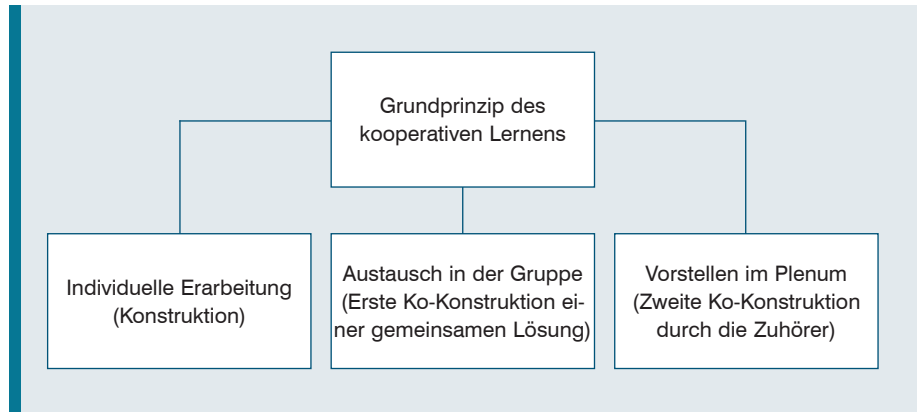 Grundprinzip des
kooperativen Lernens
Individuelle Erarbeitung
(Konstruktion)
Austausch in der Gruppe
(Erste Ko-Konstruktion ei-
ner gemeinsamen Lösung)
Vorstellen im Plenum
(Zweite Ko-Konstruktion
durch die Zuhörer)